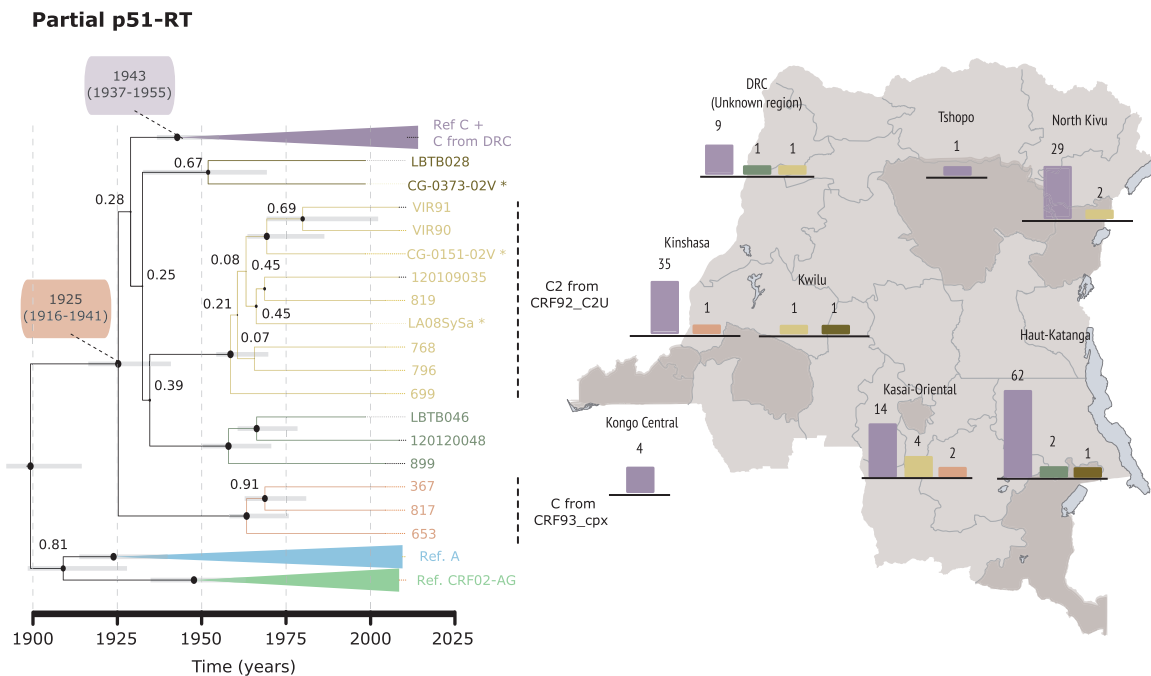 Partial p51-RT
1943
(1937-1955)
Ref C +
C from DRC
0.67
LBTB028
CG-0373-02V *
0.28
0.69
VIR91
VIR90
CG-0151-02V *
0.08
0.45
120109035
0.25
819
0.21
0.45
LA08SySa *
1925
(1916-1941)
0.07
768
796
0.39
699
LBTB046
120120048
899
0.91
367
817
653
0.81
Ref. A
Ref. CRF02-AG
C2 from
CRF92_C2U
C from
CRF93_cpx
1900 1925 1950 1975 2000 2025
Time (years)
DRC
(Unknown region)
9 1 1
Tshopo
1
North Kivu
29
2
Kinshasa
35
1
Kwilu
1 1
Haut-Katanga
62
2 1
Kasai-Oriental
14
4
2
Kongo Central
4